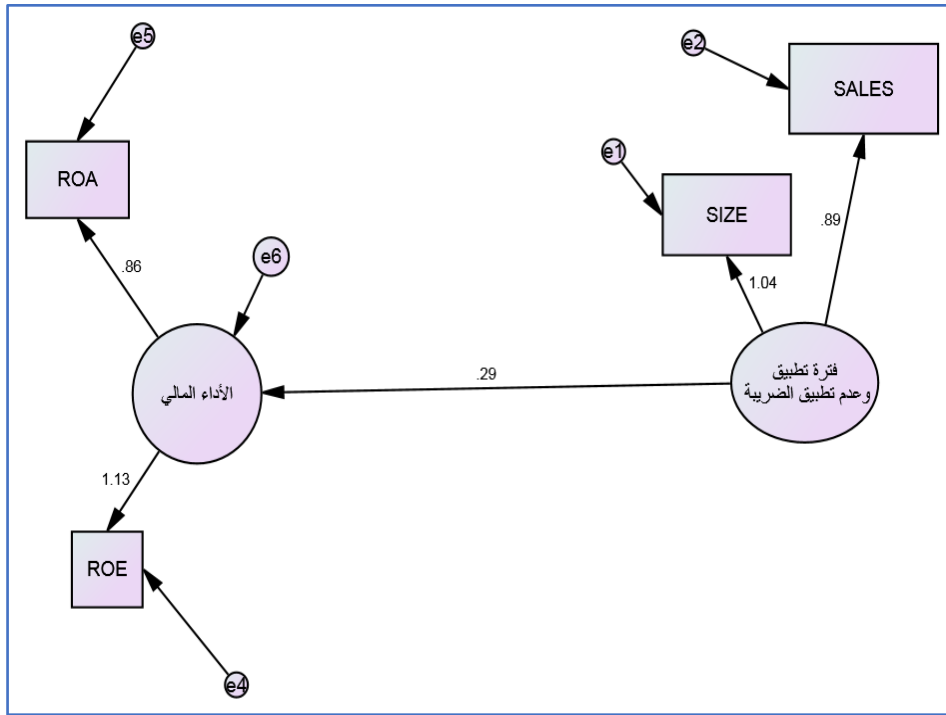 e5
e2
SALES
ROA
e1
SIZE
.89
e6
.86
1.04
.29
فترة تطبيق
وعدم تطبيق الضريبة
الأداء المالي
1.13
ROE
e4